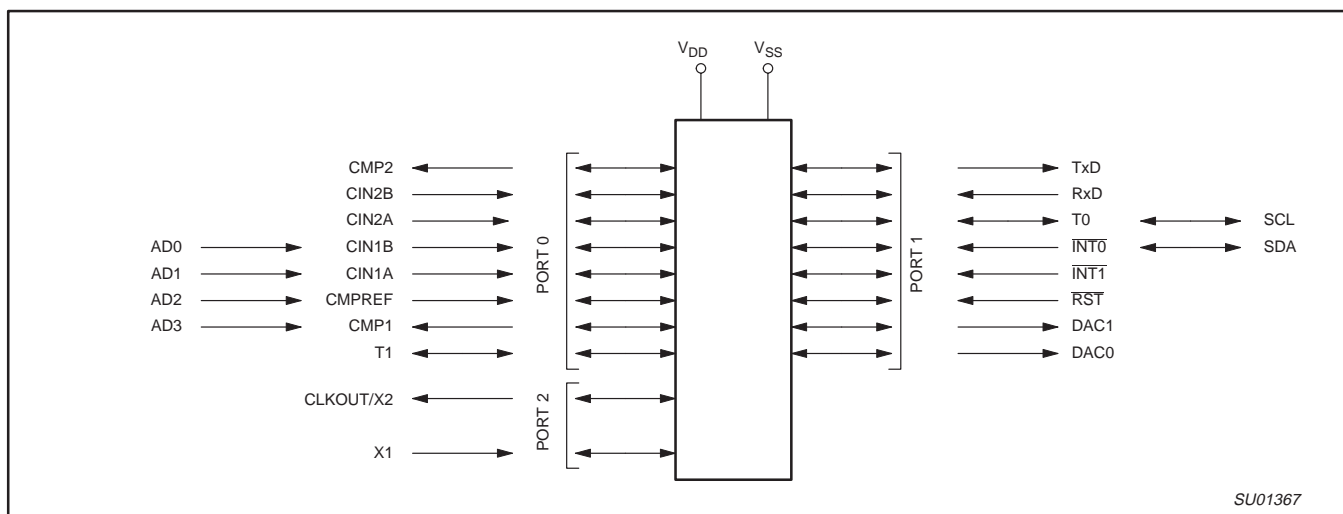 VDD VSS
CMP2 TxD
CIN2B RxD
CIN2A T0 SCL
AD0 CIN1B INT0 SDA
AD1 CIN1A INT1
AD2 CMPREF RST
AD3 CMP1 DAC1
T1 DAC0
PORT 0
PORT 1
CLKOUT/X2
PORT 2
X1
SU01367